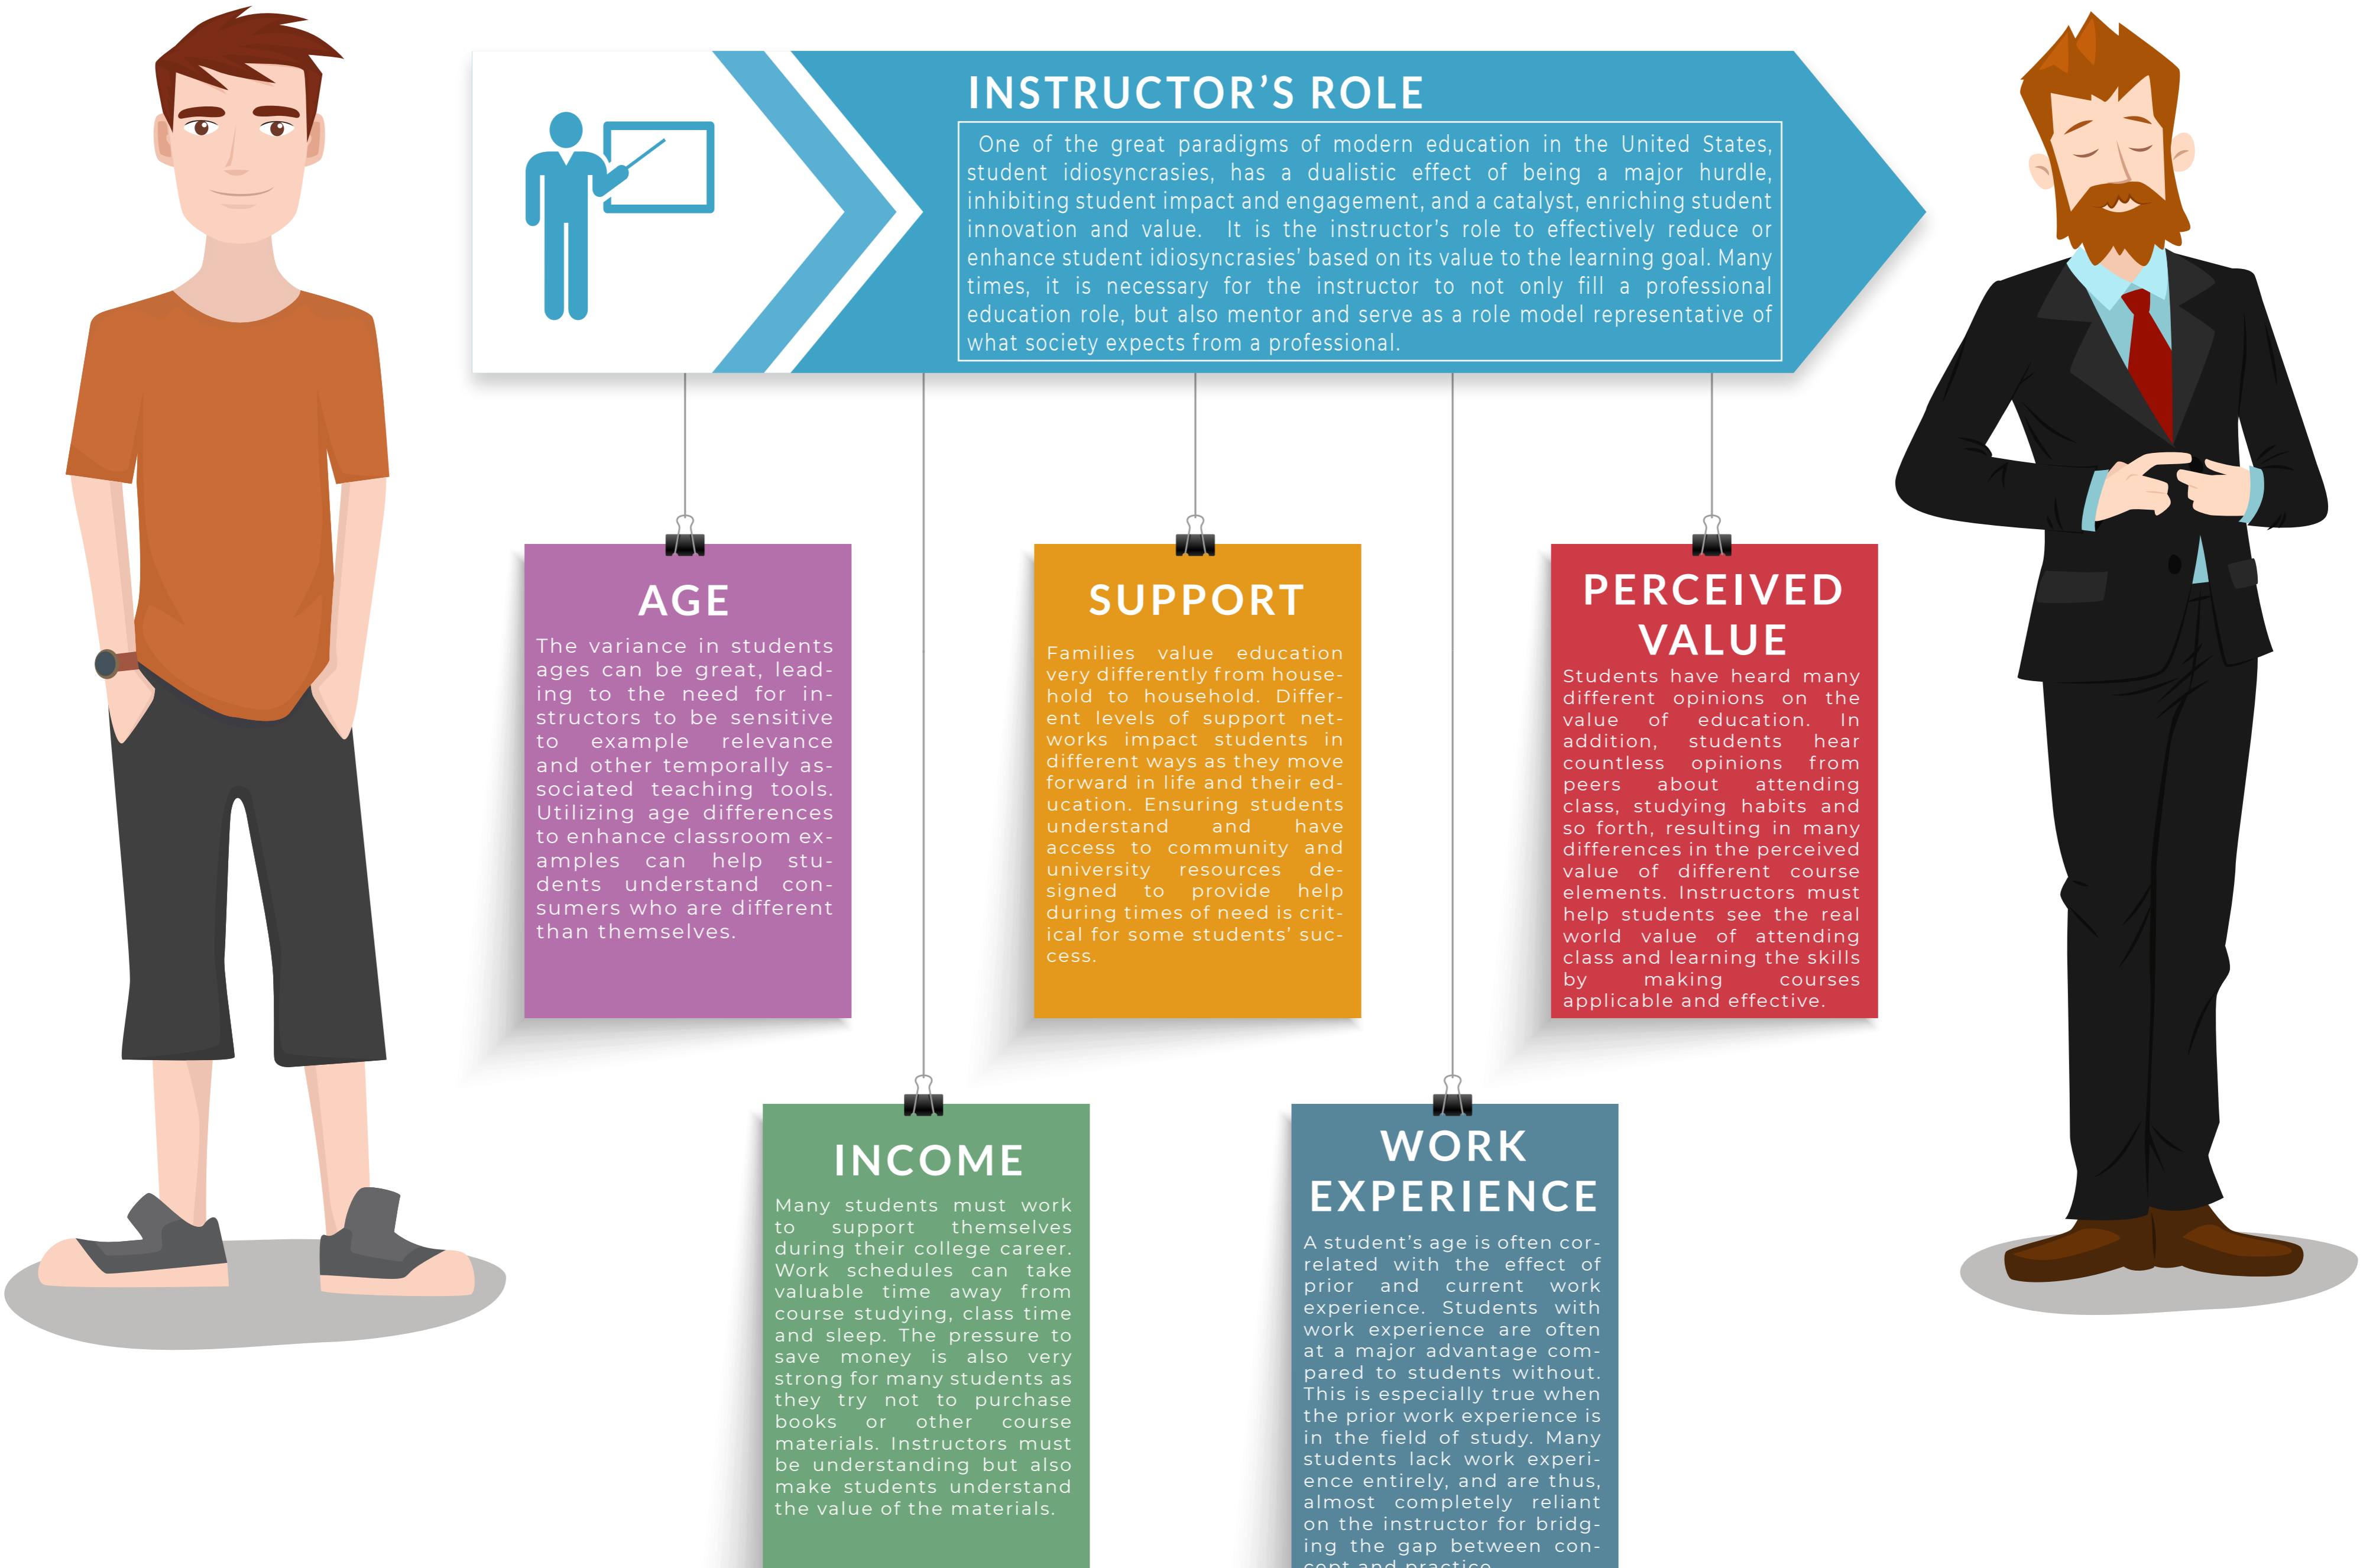 INSTRUCTOR'S ROLE
One of the great paradigms of modern education in the United States,
student idiosyncrasies, has a dualistic effect of being a major hurdle,
inhibiting student impact and engagement, and a catalyst, enriching student
innovation and value. It is the instructor's role to effectively reduce or
enhance student idiosyncrasies' based on its value to the learning goal. Many
times, it is necessary for the instructor to not only fill a professional
education role, but also mentor and serve as a role model representative of
what society expects from a professional.
AGE
The variance in students
ages can be great, lead-
ing to the need for in-
structors to be sensitive
to example relevance
and other temporally as-
sociated teaching tools.
Utilizing age differences
to enhance classroom ex-
amples can help stu-
dents understand con-
sumers who are different
than themselves.
SUPPORT
Families value education
very differently from house-
hold to household. Differ-
ent levels of support net-
works impact students in
different ways as they move
forward in life and their ed-
ucation. Ensuring students
understand and have
access to community and
university resources de-
signed to provide help
during times of need is crit-
ical for some students' suc-
cess.
PERCEIVED
VALUE
Students have heard many
different opinions on the
value of education. In
addition, students hear
countless opinions from
peers about attending
class, studying habits and
so forth, resulting in many
differences in the perceived
value of different course
elements. Instructors must
help students see the real
world value of attending
class and learning the skills
by making courses
applicable and effective.
INCOME
Many students must work
to support themselves
during their college career.
Work schedules can take
valuable time away from
course studying, class time
and sleep. The pressure to
save money is also very
strong for many students as
they try not to purchase
books or other course
materials. Instructors must
be understanding but also
make students understand
the value of the materials.
WORK
EXPERIENCE
A student's age is often cor-
related with the effect of
prior and current work
experience. Students with
work experience are often
at a major advantage com-
pared to students without.
This is especially true when
the prior work experience is
in the field of study. Many
students lack work experi-
ence entirely, and are thus,
almost completely reliant
on the instructor for bridg-
ing the gap between con-
cept and practice.